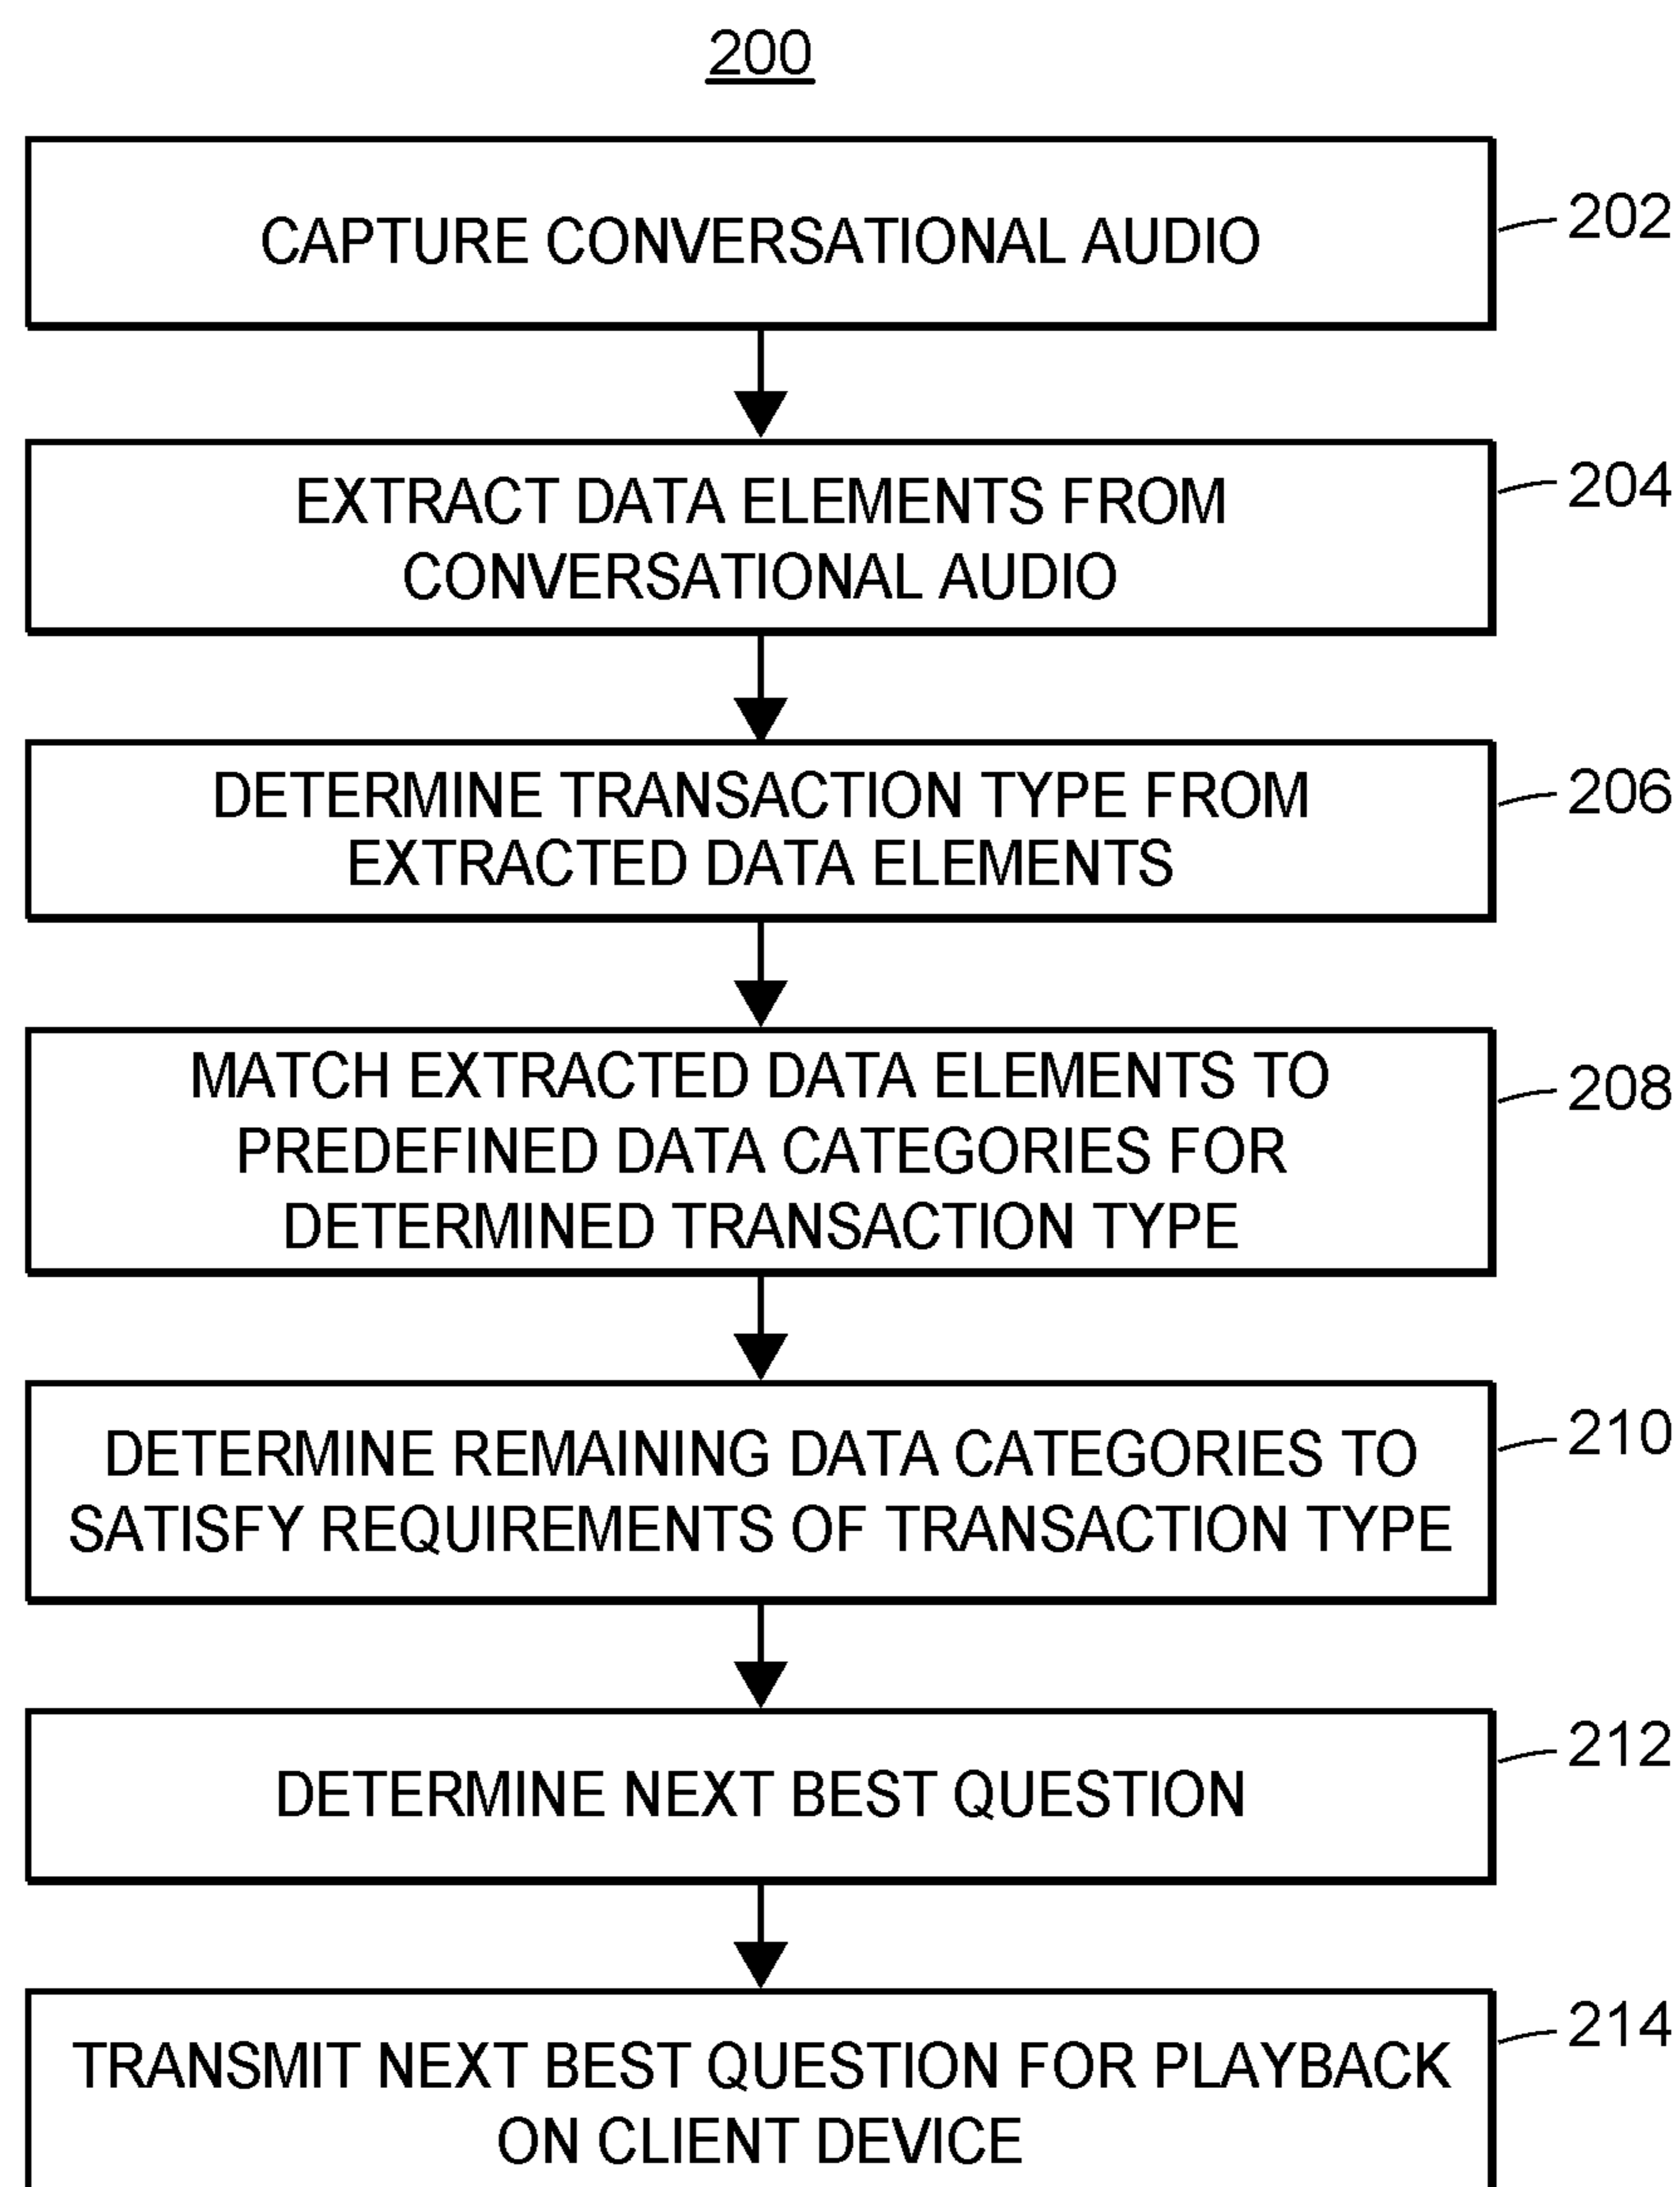 200
CAPTURE CONVERSATIONAL AUDIO
202
EXTRACT DATA ELEMENTS FROM
CONVERSATIONAL AUDIO
204
DETERMINE TRANSACTION TYPE FROM
EXTRACTED DATA ELEMENTS
206
MATCH EXTRACTED DATA ELEMENTS TO
PREDEFINED DATA CATEGORIES FOR
DETERMINED TRANSACTION TYPE
208
DETERMINE REMAINING DATA CATEGORIES TO
SATISFY REQUIREMENTS OF TRANSACTION TYPE
210
DETERMINE NEXT BEST QUESTION
212
TRANSMIT NEXT BEST QUESTION FOR PLAYBACK
ON CLIENT DEVICE
214